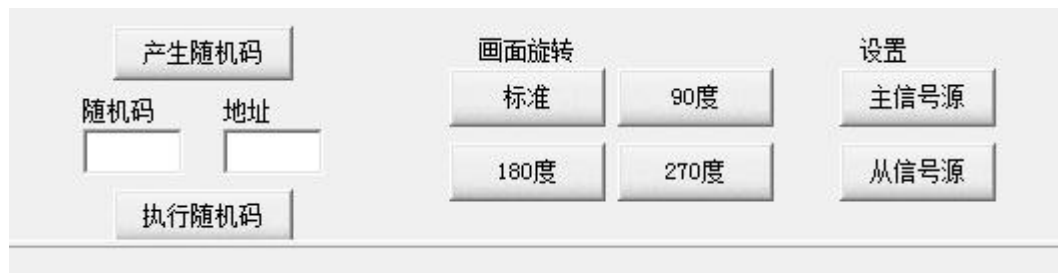 产生随机码
随机码
地址
执行随机码
画面旋转
标准
90度
180度
270度
设置
主信号源
从信号源